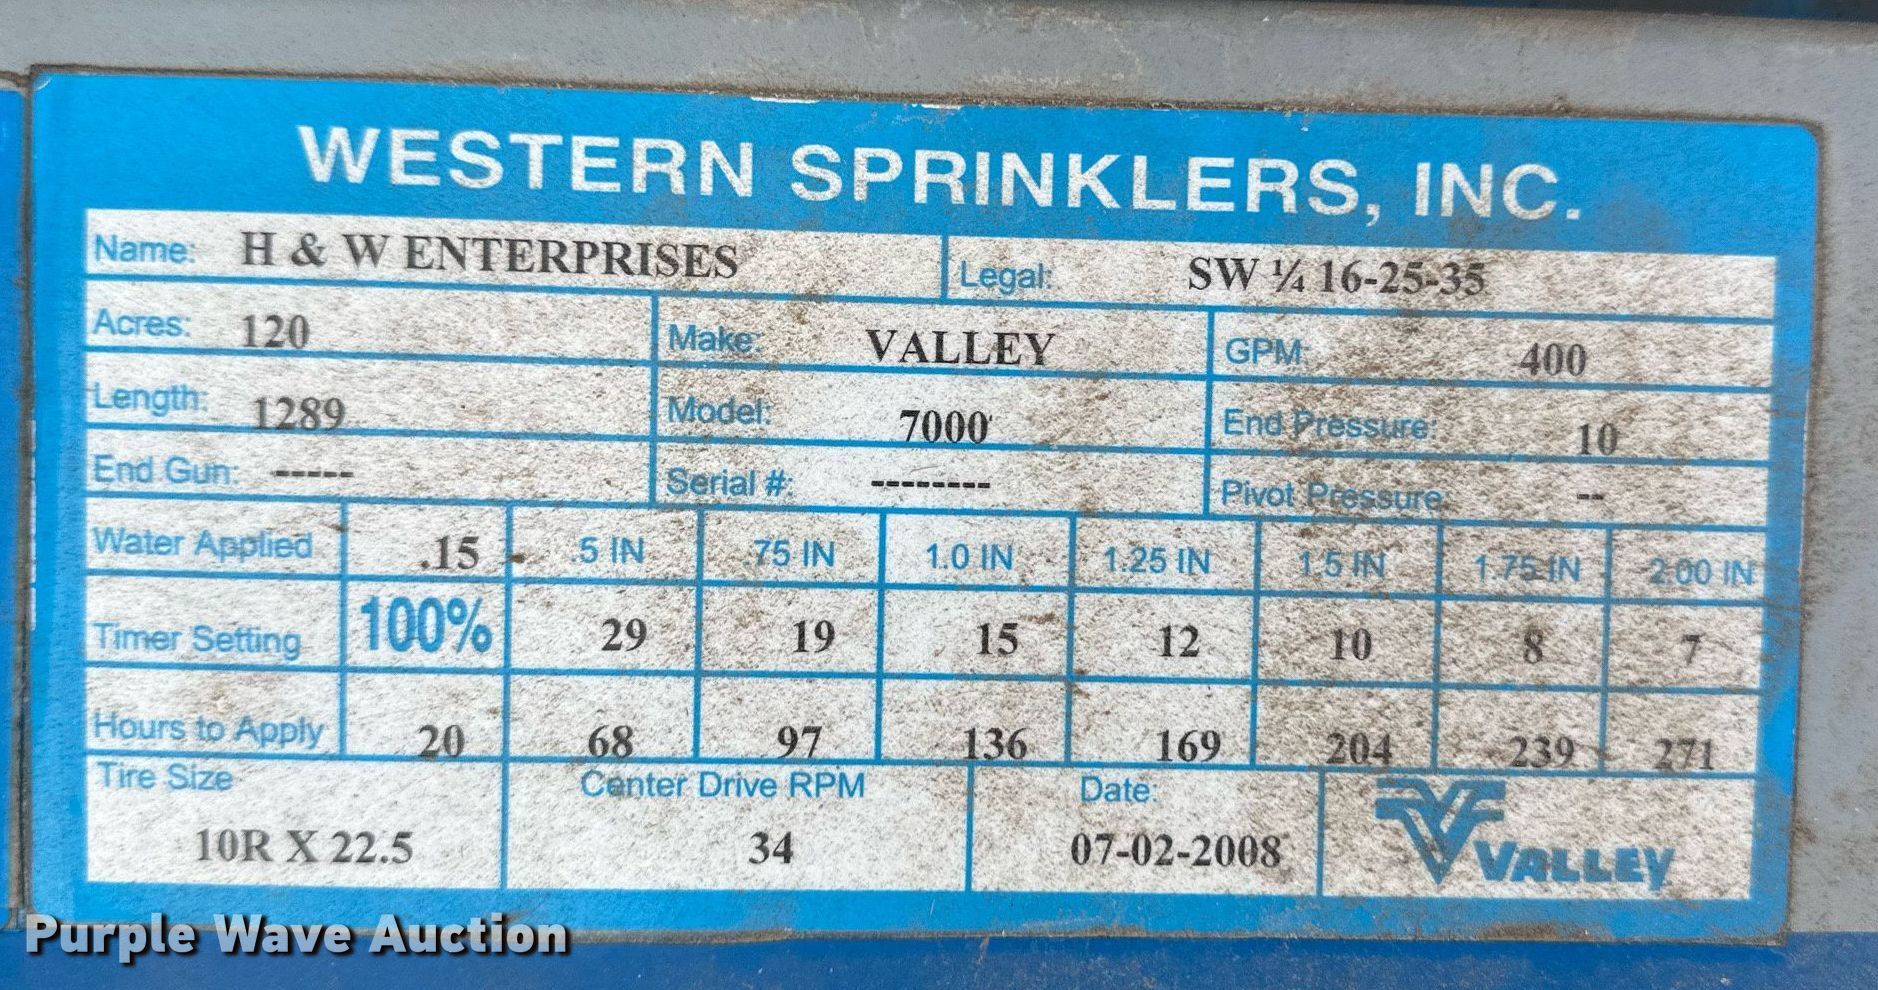 WESTERN SPRINKLERS, INC.
Name: H & W ENTERPRISES Legal: SW ¼ 16-25-35
Acres: 120 Make: VALLEY GPM: 400
Length: 1289 Model: 7000' End Pressure: 10
End Gun: ----- Serial #: -------- Pivot Pressure: --
Water Applied .15 .5 IN .75 IN 1.0 IN 1.25 IN 1.5 IN 1.75 IN 2.00 IN
Timer Setting 100% 29 19 15 12 10 8 7
Hours to Apply 20 68 97 136 169 204 239 271
Tire Size Center Drive RPM Date:
10R X 22.5 34 07-02-2008 VALLEY
Purple Wave Auction